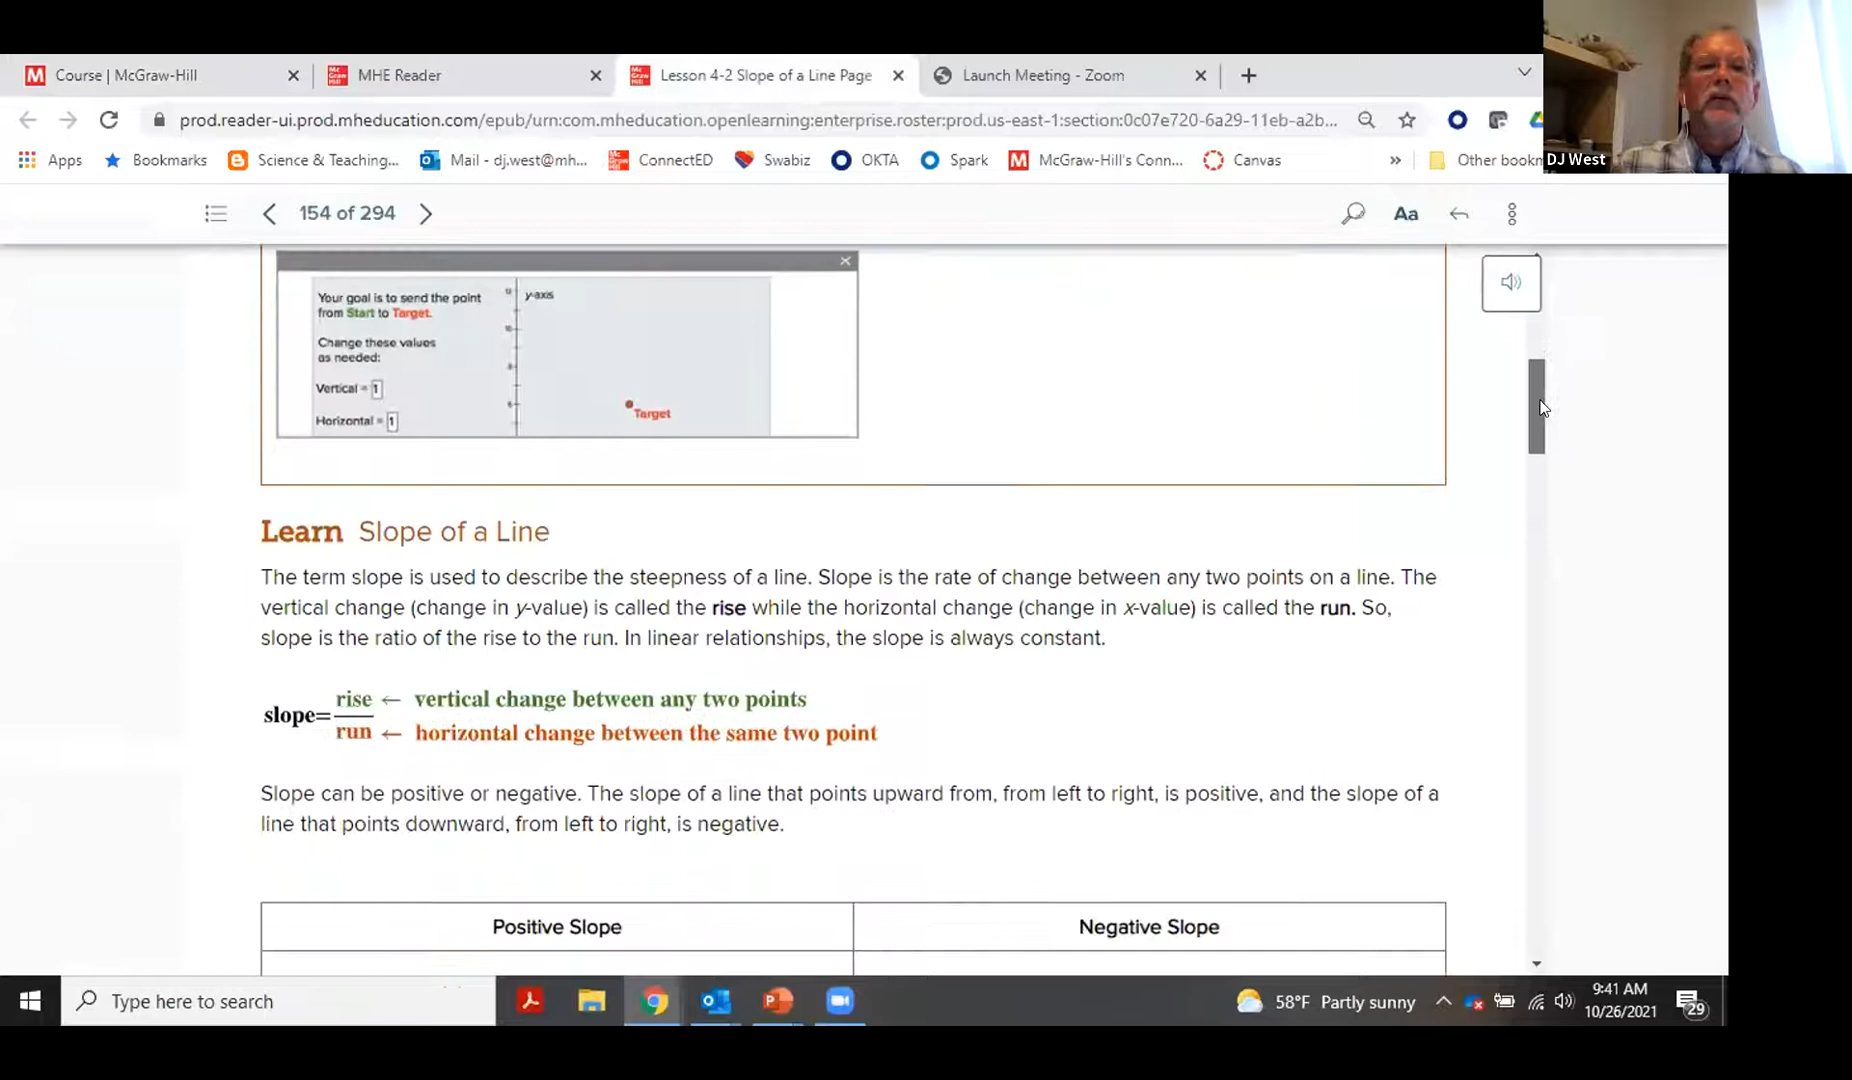 Course | McGraw-Hill
MHE Reader
Lesson 4-2 Slope of a Line Page
Launch Meeting - Zoom
prod.reader-ui.prod.mheducation.com/epub/urn:com.mheducation.openlearning:enterprise.roster:prod.us-east-1:section:0c07e720-6a29-11eb-a2b...
Apps
Bookmarks
Science & Teaching...
Mail - dj.west@mh...
ConnectED
Swabiz
OKTA
Spark
McGraw-Hill's Conn...
Canvas
»
Other bookm
DJ West
154 of 294
Aa
Your goal is to send the point
from Start to Target.
Change these values
as needed:
Vertical = 1
Horizontal = 1
y-axis
Target
Learn Slope of a Line
The term slope is used to describe the steepness of a line. Slope is the rate of change between any two points on a line. The
vertical change (change in y-value) is called the rise while the horizontal change (change in x-value) is called the run. So,
slope is the ratio of the rise to the run. In linear relationships, the slope is always constant.
slope=
rise ← vertical change between any two points
run ← horizontal change between the same two point
Slope can be positive or negative. The slope of a line that points upward from, from left to right, is positive, and the slope of a
line that points downward, from left to right, is negative.
Positive Slope
Negative Slope
Type here to search
58°F Partly sunny
9:41 AM
10/26/2021
29